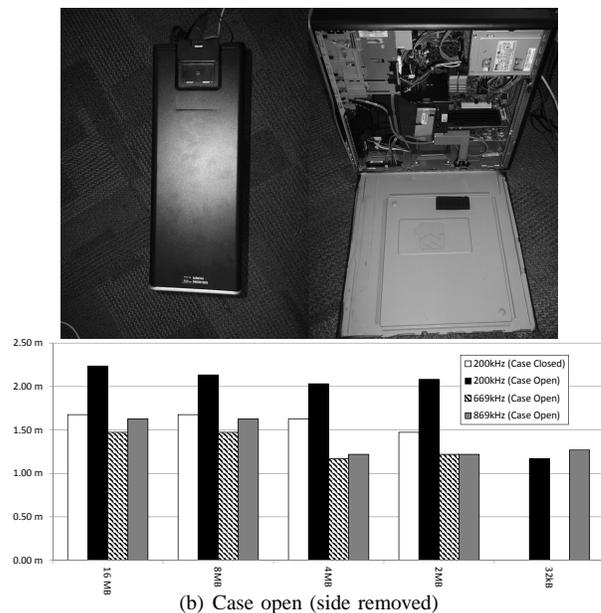 2.50 m
2.00 m
1.50 m
1.00 m
0.50 m
0.00 m
200kHz (Case Closed)
200kHz (Case Open)
669kHz (Case Open)
869kHz (Case Open)
16 MB
8MB
4MB
2MB
32kB
(b) Case open (side removed)